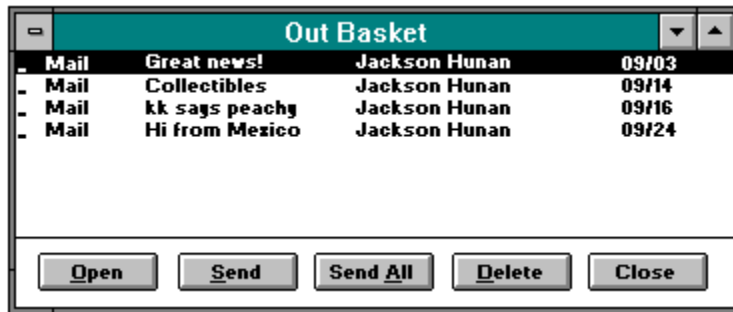 Out Basket
Mail Great news! Jackson Hunan 09/03
Mail Collectibles Jackson Hunan 09/14
Mail kk says peachy Jackson Hunan 09/16
Mail Hi from Mexico Jackson Hunan 09/24
Open Send Send All Delete Close